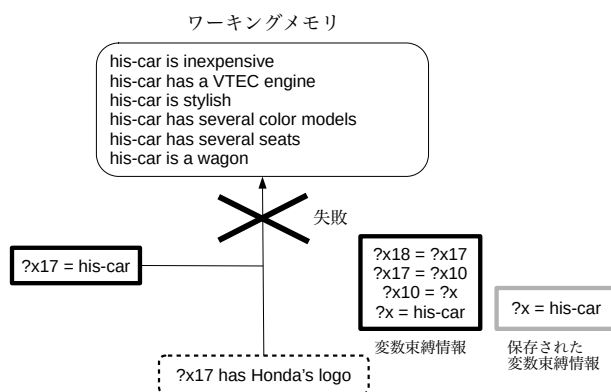 ワーキングメモリ
his-car is inexpensive
his-car has a VTEC engine
his-car is stylish
his-car has several color models
his-car has several seats
his-car is a wagon
失敗
?x17 = his-car
?x18 = ?x17
?x17 = ?x10
?x10 = ?x
?x = his-car
変数束縛情報
?x = his-car
保存された
変数束縛情報
?x17 has Honda's logo